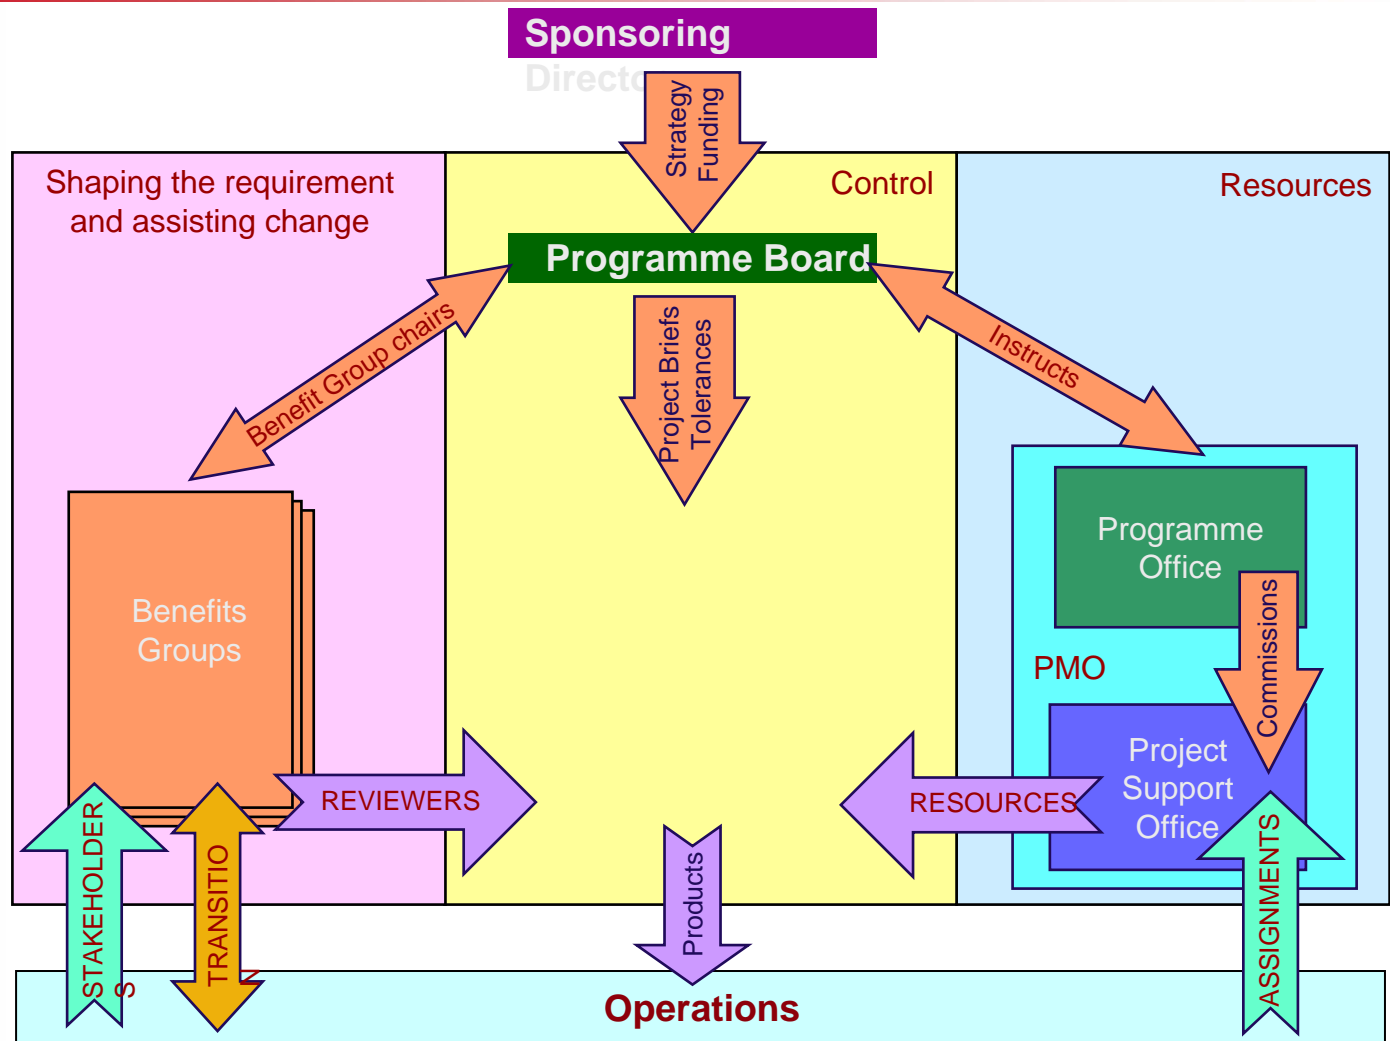 Sponsoring
Strategy
Funding
Shaping the requirement
and assisting change
Control
Resources
Programme Board
Benefit Group chairs
Project Briefs
Tolerances
Instructs
Programme
Office
Benefits
Groups
Commissions
PMO
Project
Support
Office
REVIEWERS
RESOURCES
STAKEHOLDER
S
TRANSITIO
N
Products
ASSIGNMENTS
Operations